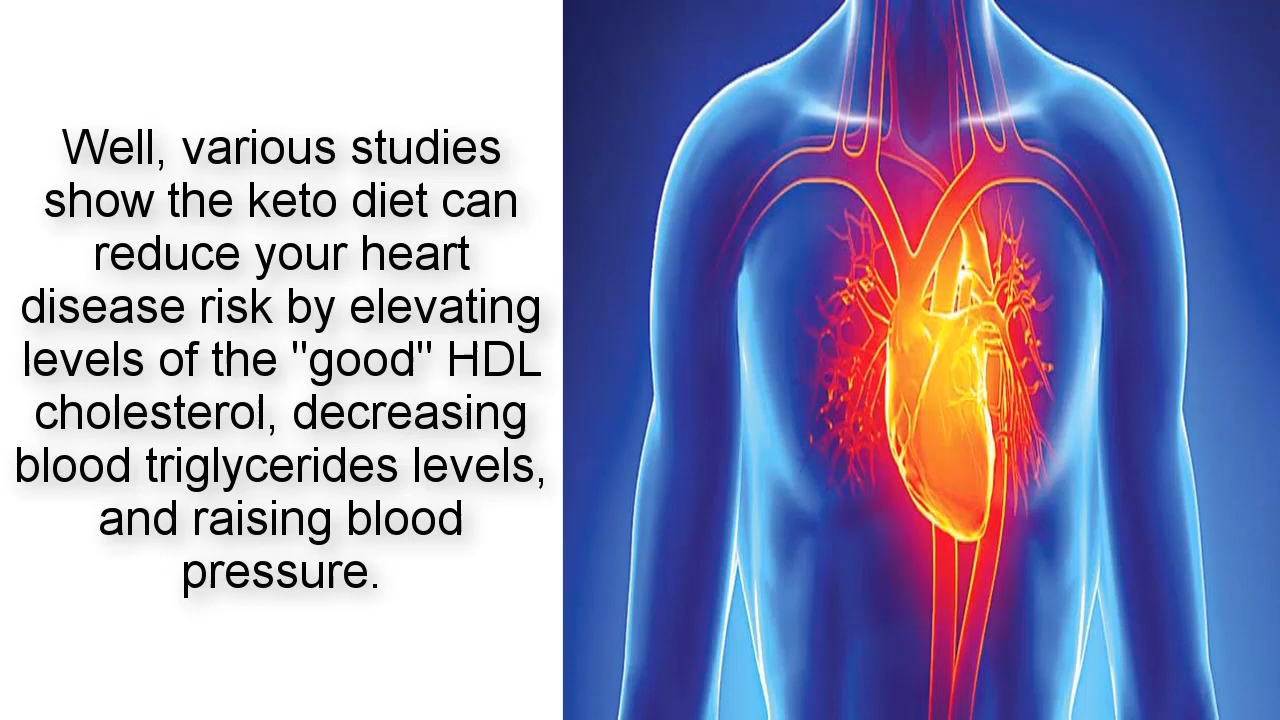 Well, various studies
show the keto diet can
reduce your heart
disease risk by elevating
levels of the "good" HDL
cholesterol, decreasing
blood triglycerides levels,
and raising blood
pressure.